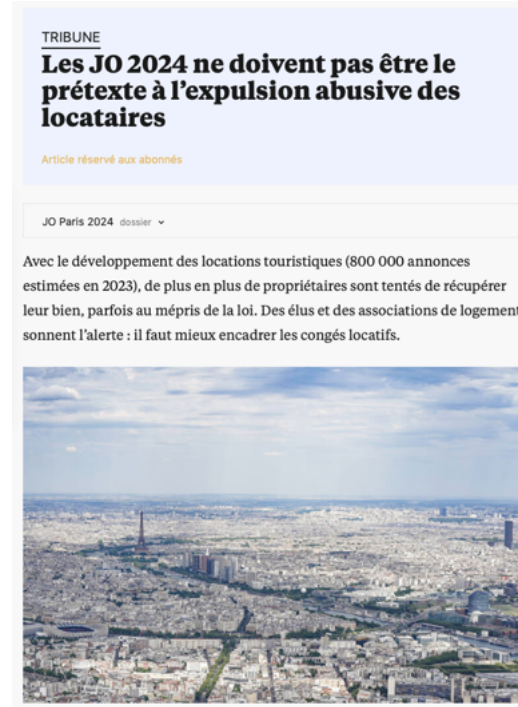 TRIBUNE
Les JO 2024 ne doivent pas être le
prétexte à l’expulsion abusive des
locataires
Article réservé aux abonnés
JO Paris 2024 dossier
Avec le développement des locations touristiques (800 000 annonces
estimées en 2023), de plus en plus de propriétaires sont tentés de récupérer
leur bien, parfois au mépris de la loi. Des élus et des associations de logement
sonnent l’alerte : il faut mieux encadrer les congés locatifs.